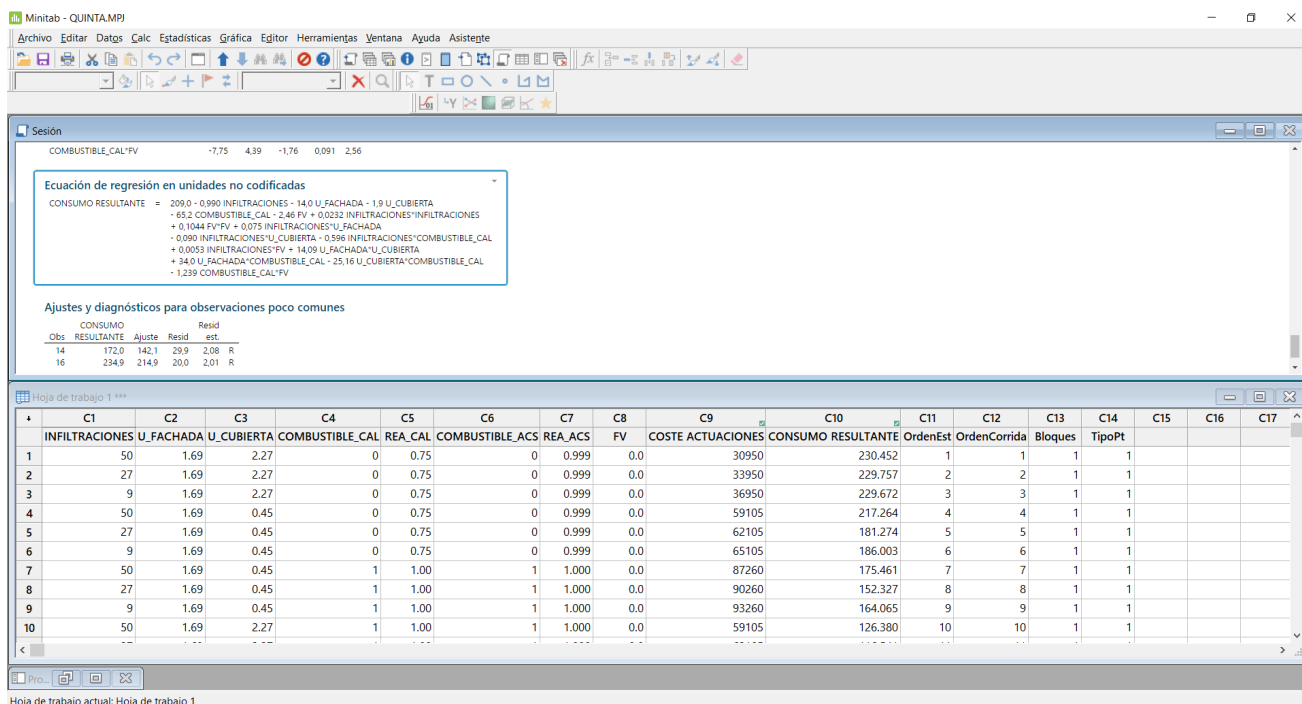 Minitab - QUINTA.MPJ
Archivo Editar Datos Calc Estadísticas Gráfica Editor Herramientas Ventana Ayuda Asistente
Sesión
COMBUSTIBLE_CAL*FV -7,75 4,39 -1,76 0,091 2,56
Ecuación de regresión en unidades no codificadas
CONSUMO RESULTANTE = 209,0 - 0,990 INFILTRACIONES - 14,0 U_FACHADA - 1,9 U_CUBIERTA
- 65,2 COMBUSTIBLE_CAL - 2,46 FV + 0,0232 INFILTRACIONES*INFILTRACIONES
+ 0,1044 FV*FV + 0,075 INFILTRACIONES*U_FACHADA
- 0,090 INFILTRACIONES*U_CUBIERTA - 0,596 INFILTRACIONES*COMBUSTIBLE_CAL
+ 0,0053 INFILTRACIONES*FV + 14,09 U_FACHADA*U_CUBIERTA
+ 34,0 U_FACHADA*COMBUSTIBLE_CAL - 25,16 U_CUBIERTA*COMBUSTIBLE_CAL
- 1,239 COMBUSTIBLE_CAL*FV
Ajustes y diagnósticos para observaciones poco comunes
CONSUMO Resid
Obs RESULTANTE Ajuste Resid est.
14 172,0 142,1 29,9 2,08 R
16 234,9 214,9 20,0 2,01 R
Hoja de trabajo 1 ***
C1 C2 C3 C4 C5 C6 C7 C8 C9 C10 C11 C12 C13 C14 C15 C16 C17
INFILTRACIONES U_FACHADA U_CUBIERTA COMBUSTIBLE_CAL REA_CAL COMBUSTIBLE_ACS REA_ACS FV COSTE ACTUACIONES CONSUMO RESULTANTE OrdenEst OrdenCorrida Bloques TipoPt
1 50 1.69 2.27 0 0.75 0 0.999 0.0 30950 230.452 1 1 1 1
2 27 1.69 2.27 0 0.75 0 0.999 0.0 33950 229.757 2 2 1 1
3 9 1.69 2.27 0 0.75 0 0.999 0.0 36950 229.672 3 3 1 1
4 50 1.69 0.45 0 0.75 0 0.999 0.0 59105 217.264 4 4 1 1
5 27 1.69 0.45 0 0.75 0 0.999 0.0 62105 181.274 5 5 1 1
6 9 1.69 0.45 0 0.75 0 0.999 0.0 65105 186.003 6 6 1 1
7 50 1.69 0.45 1 1.00 1 1.000 0.0 87260 175.461 7 7 1 1
8 27 1.69 0.45 1 1.00 1 1.000 0.0 90260 152.327 8 8 1 1
9 9 1.69 0.45 1 1.00 1 1.000 0.0 93260 164.065 9 9 1 1
10 50 1.69 2.27 1 1.00 1 1.000 0.0 59105 126.380 10 10 1 1
Pro...
Hoja de trabajo actual: Hoja de trabajo 1